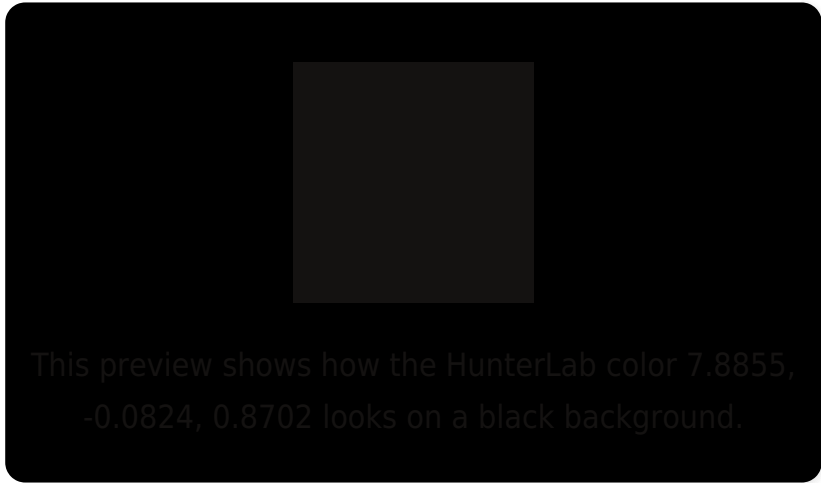 This preview shows how the HunterLab color 7.8855,
-0.0824, 0.8702 looks on a black background.